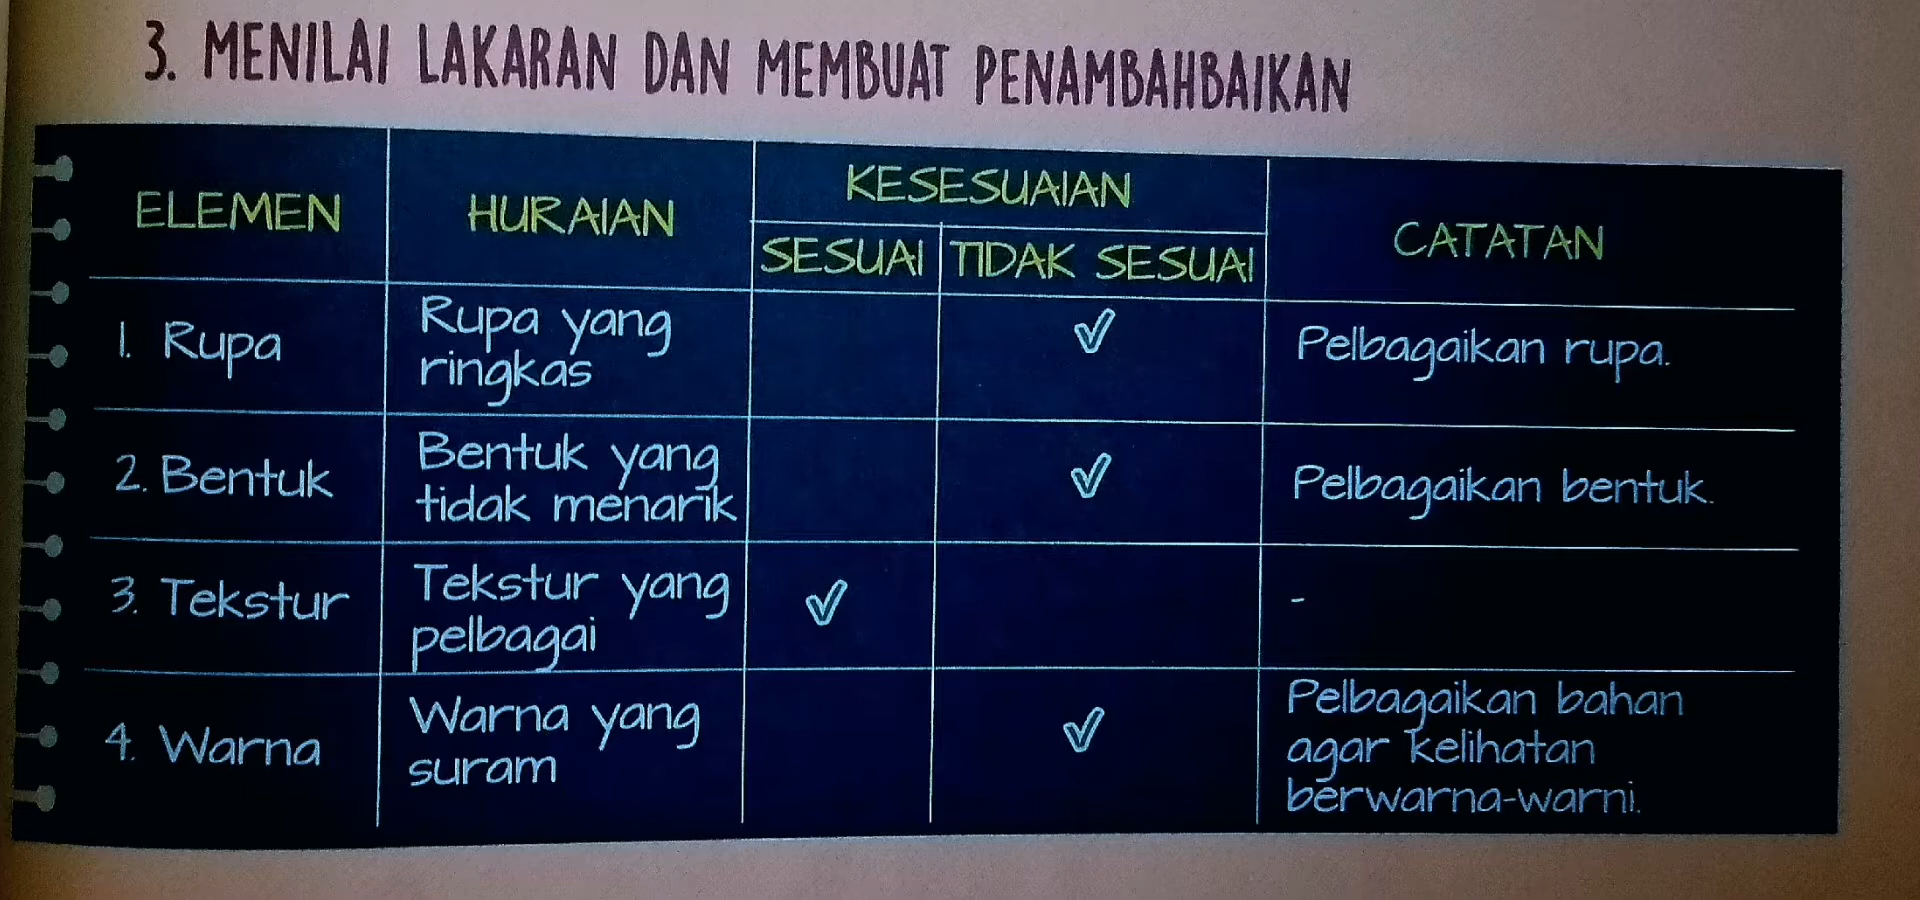 3. MENILAI LAKARAN DAN MEMBUAT PENAMBAHBAIKAN
ELEMEN
HURAIAN
KESESUAIAN
SESUAI
TIDAK SESUAI
CATATAN
1. Rupa
Rupa yang
ringkas
✓
Pelbagaikan rupa.
2. Bentuk
Bentuk yang
tidak menarik
✓
Pelbagaikan bentuk.
3. Tekstur
Tekstur yang
pelbagai
✓
-
4. Warna
Warna yang
suram
✓
Pelbagaikan bahan
agar kelihatan
berwarna-warni.